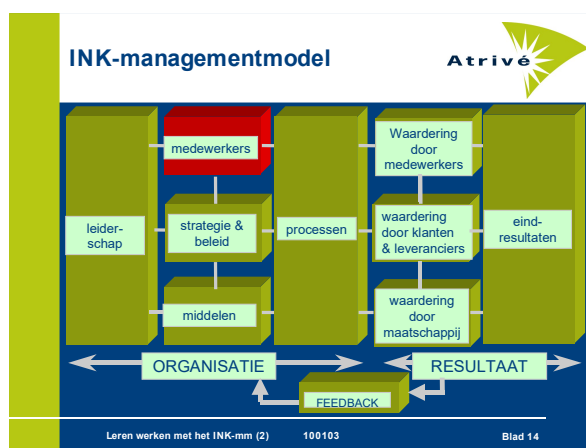 INK-managementmodel
Atrivé
medewerkers
Waardering
door
medewerkers
leider-
schap
strategie &
beleid
processen
waardering
door klanten
& leveranciers
eind-
resultaten
middelen
waardering
door
maatschappij
ORGANISATIE
RESULTAAT
FEEDBACK
Leren werken met het INK-mm (2) 100103 Blad 14